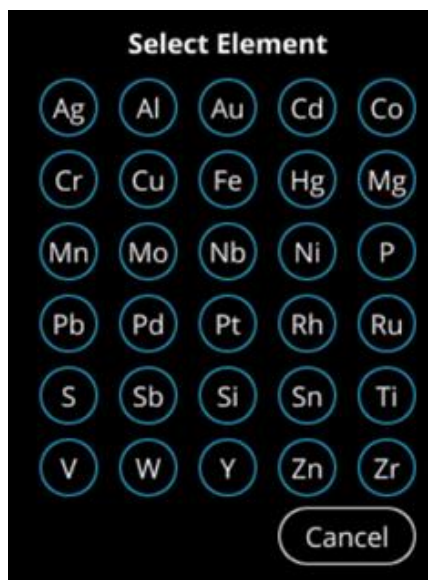 Select Element
Ag Al Au Cd Co
Cr Cu Fe Hg Mg
Mn Mo Nb Ni P
Pb Pd Pt Rh Ru
S Sb Si Sn Ti
V W Y Zn Zr
Cancel